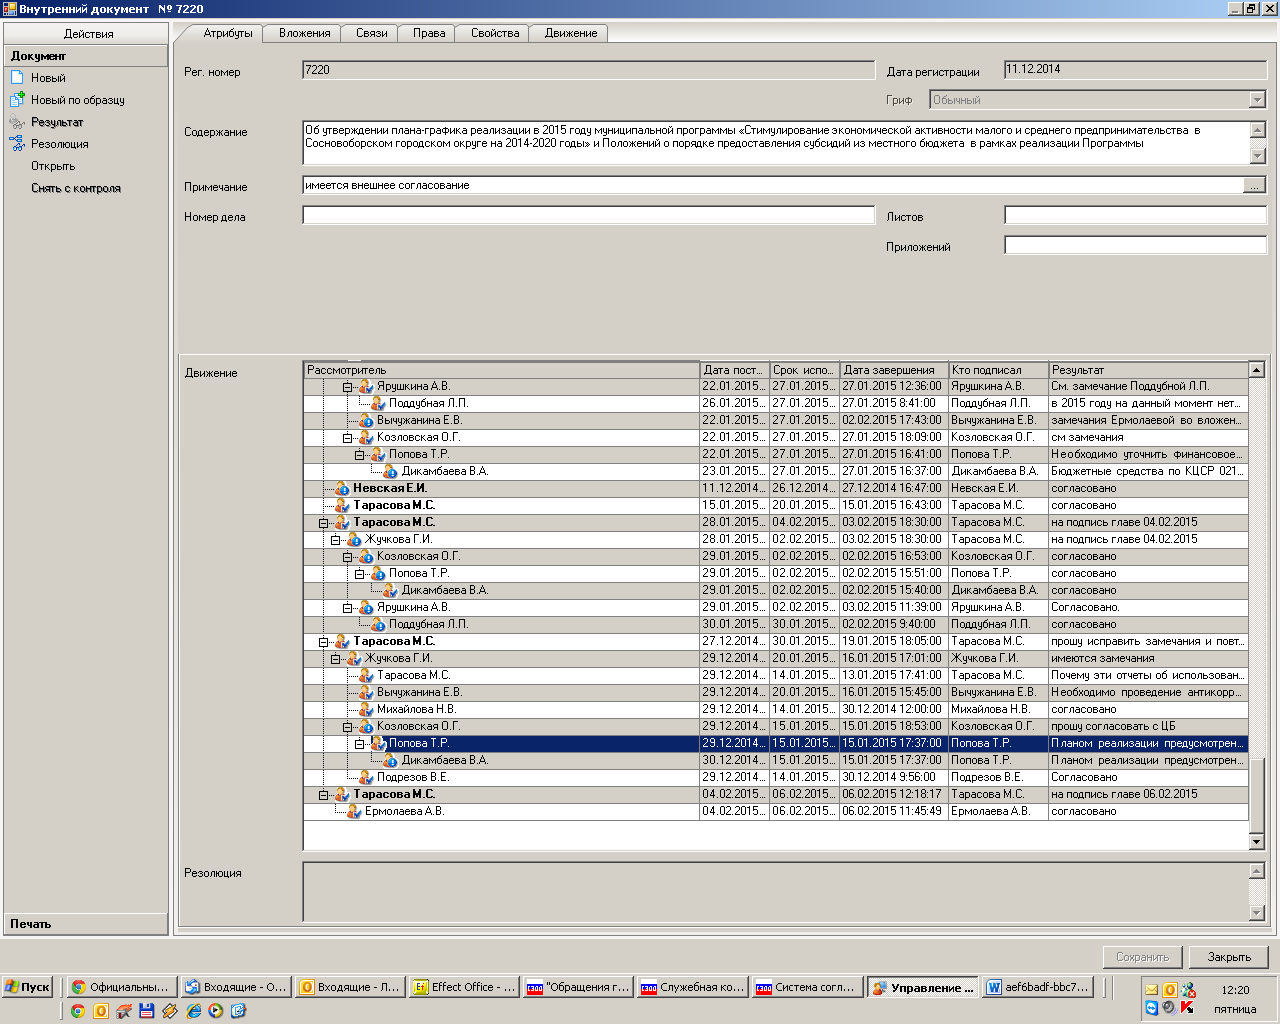 Внутренний документ № 7220
Действия
Документ
Новый
Новый по образцу
Результат
Резолюция
Открыть
Снять с контроля
Печать
Атрибуты Вложения Связи Права Свойства Движение
Рег. номер 7220 Дата регистрации 11.12.2014
Гриф Обычный
Содержание Об утверждении плана-графика реализации в 2015 году муниципальной программы «Стимулирование экономической активности малого и среднего предпринимательства в
Сосновоборском городском округе на 2014-2020 годы» и Положений о порядке предоставления субсидий из местного бюджета в рамках реализации Программы
Примечание имеется внешнее согласование ...
Номер дела Листов
Приложений
Движение
Рассмотритель Дата пост... Срок испо... Дата завершения Кто подписал Результат
Ярушкина А.В. 22.01.2015... 27.01.2015... 27.01.2015 12:36:00 Ярушкина А.В. См. замечание Поддубной Л.П.
Поддубная Л.П. 26.01.2015... 27.01.2015... 27.01.2015 8:41:00 Поддубная Л.П. в 2015 году на данный момент нет...
Вычужанина Е.В. 22.01.2015... 27.01.2015... 02.02.2015 17:43:00 Вычужанина Е.В. замечания Ермолаевой во вложен...
Козловская О.Г. 22.01.2015... 27.01.2015... 27.01.2015 18:09:00 Козловская О.Г. см замечания
Попова Т.Р. 22.01.2015... 27.01.2015... 27.01.2015 16:41:00 Попова Т.Р. Необходимо уточнить финансовое...
Дикамбаева В.А. 23.01.2015... 27.01.2015... 27.01.2015 16:37:00 Дикамбаева В.А. Бюджетные средства по КЦСР 021...
Невская Е.И. 11.12.2014... 26.12.2014... 27.12.2014 16:47:00 Невская Е.И. согласовано
Тарасова М.С. 15.01.2015... 20.01.2015... 15.01.2015 16:43:00 Тарасова М.С. согласовано
Тарасова М.С. 28.01.2015... 04.02.2015... 03.02.2015 18:30:00 Тарасова М.С. на подпись главе 04.02.2015
Жучкова Г.И. 28.01.2015... 02.02.2015... 03.02.2015 18:30:00 Тарасова М.С. на подпись главе 04.02.2015
Козловская О.Г. 29.01.2015... 02.02.2015... 02.02.2015 16:53:00 Козловская О.Г. согласовано
Попова Т.Р. 29.01.2015... 02.02.2015... 02.02.2015 15:51:00 Попова Т.Р. согласовано
Дикамбаева В.А. 29.01.2015... 02.02.2015... 02.02.2015 15:40:00 Дикамбаева В.А. согласовано
Ярушкина А.В. 29.01.2015... 02.02.2015... 03.02.2015 11:39:00 Ярушкина А.В. Согласовано.
Поддубная Л.П. 30.01.2015... 30.01.2015... 02.02.2015 9:40:00 Поддубная Л.П. согласовано
Тарасова М.С. 27.12.2014... 30.01.2015... 19.01.2015 18:05:00 Тарасова М.С. прошу исправить замечания и повт...
Жучкова Г.И. 29.12.2014... 20.01.2015... 16.01.2015 17:01:00 Жучкова Г.И. имеются замечания
Тарасова М.С. 29.12.2014... 14.01.2015... 13.01.2015 17:41:00 Тарасова М.С. Почему эти отчеты об использован...
Вычужанина Е.В. 29.12.2014... 20.01.2015... 16.01.2015 15:45:00 Вычужанина Е.В. Необходимо проведение антикорр...
Михайлова Н.В. 29.12.2014... 14.01.2015... 30.12.2014 12:00:00 Михайлова Н.В. согласовано
Козловская О.Г. 29.12.2014... 15.01.2015... 15.01.2015 18:53:00 Козловская О.Г. прошу согласовать с ЦБ
Попова Т.Р. 29.12.2014... 15.01.2015... 15.01.2015 17:37:00 Попова Т.Р. Планом реализации предусмотрен...
Дикамбаева В.А. 30.12.2014... 15.01.2015... 15.01.2015 17:37:00 Попова Т.Р. Планом реализации предусмотрен...
Подрезов В.Е. 29.12.2014... 14.01.2015... 30.12.2014 9:56:00 Подрезов В.Е. Согласовано
Тарасова М.С. 04.02.2015... 06.02.2015... 06.02.2015 12:18:17 Тарасова М.С. на подпись главе 06.02.2015
Ермолаева А.В. 04.02.2015... 06.02.2015... 06.02.2015 11:45:49 Ермолаева А.В. согласовано
Резолюция
Сохранить Закрыть
Пуск Официальны... Входящие - О... Входящие - Л... Effect Office - ... "Обращения г... Служебная ко... Система согл... Управление ... aef6badf-bbc7...
12:20
пятница